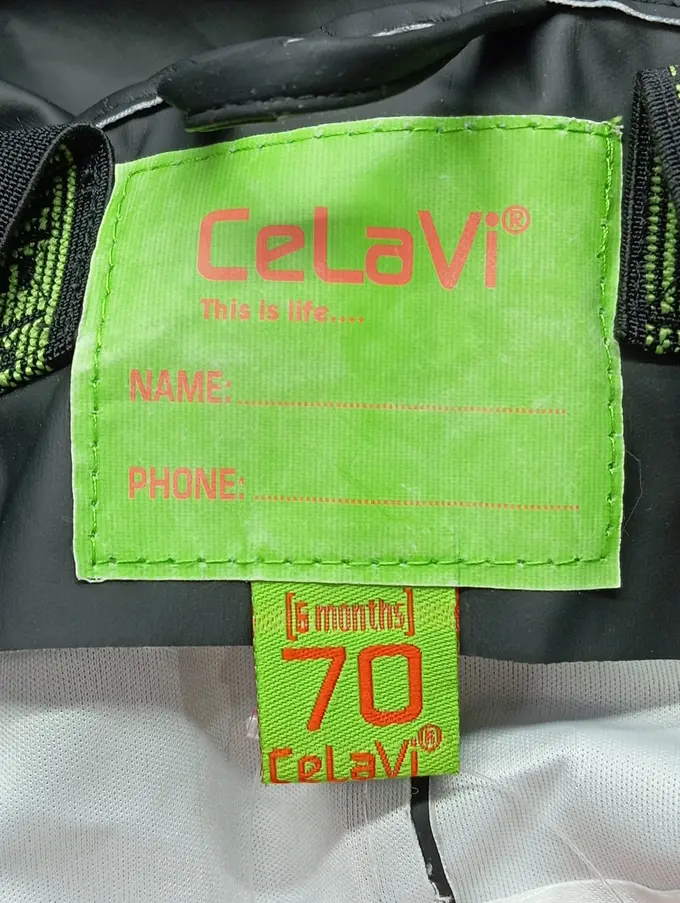 CeLaVi®
This is life....
NAME: ........................................
PHONE: ........................................
[6 months]
70
CeLaVi®